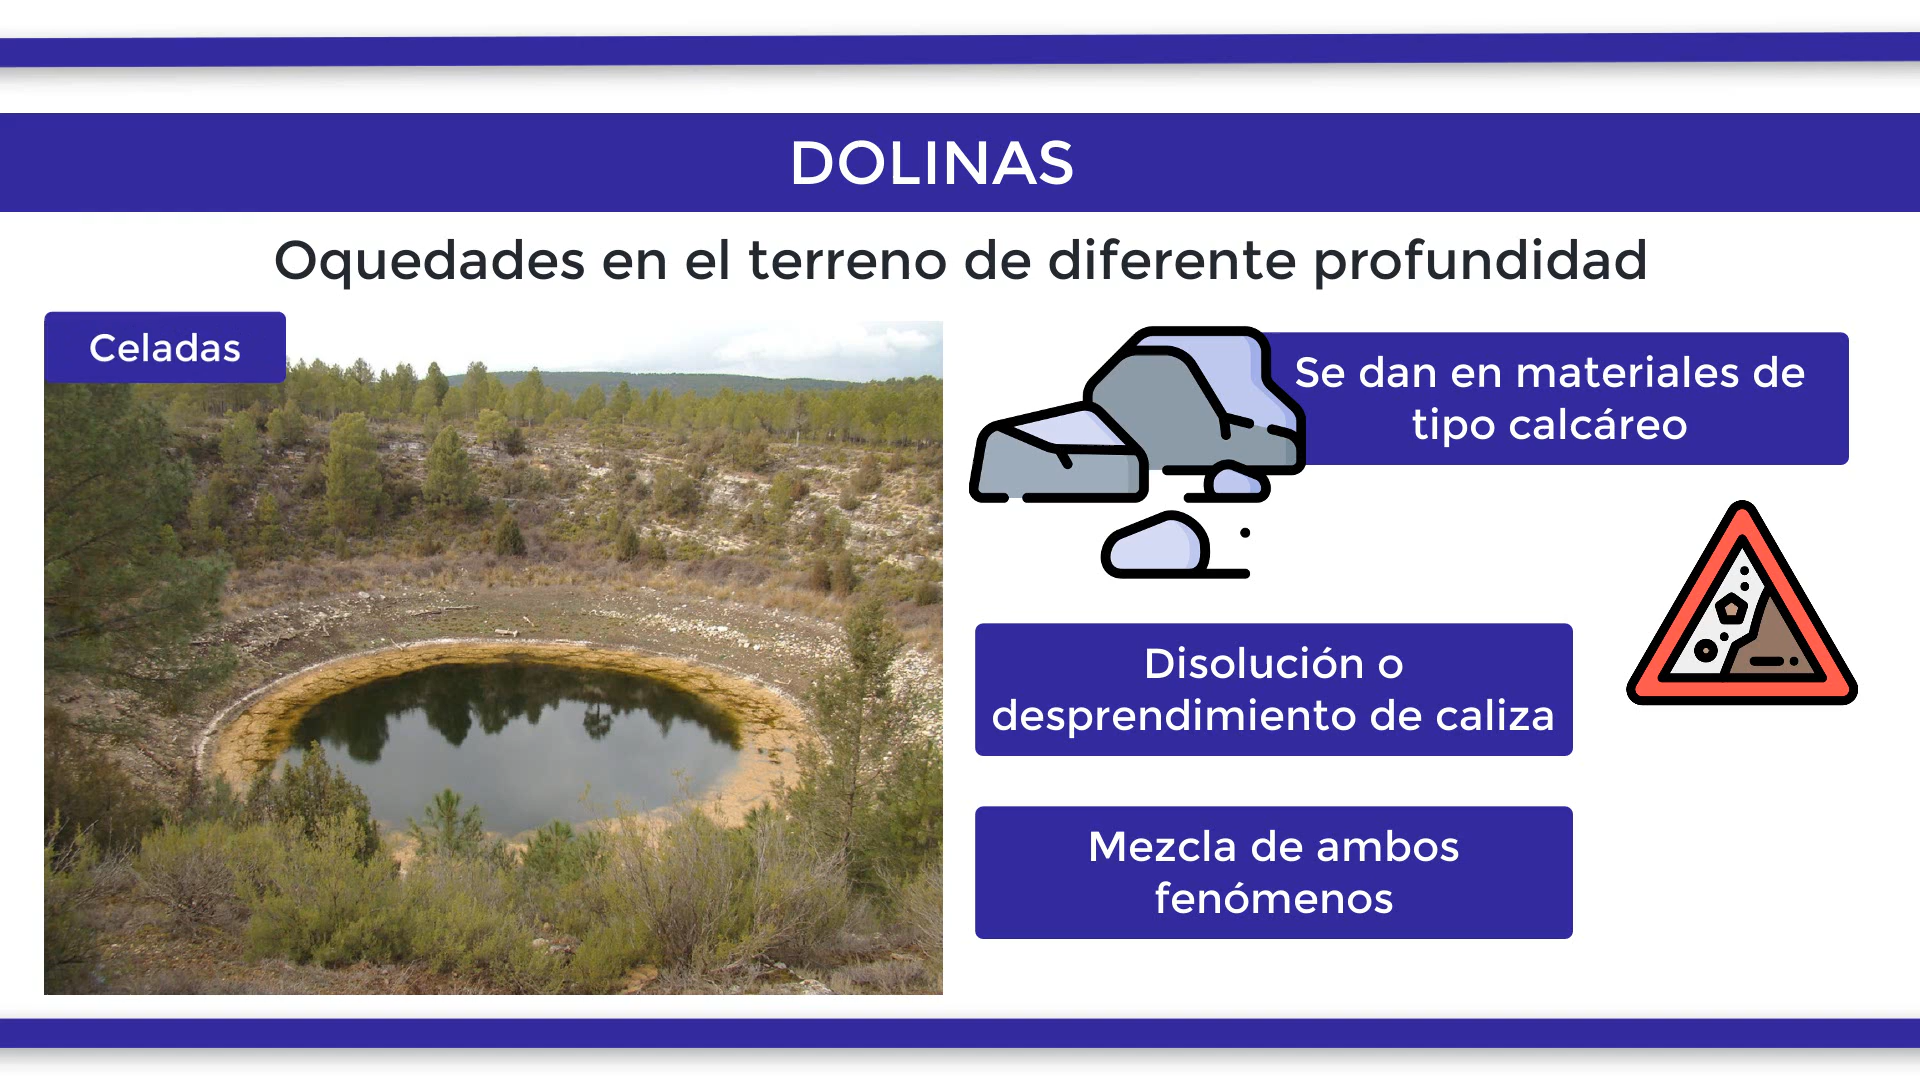 DOLINAS
Oquedades en el terreno de diferente profundidad
Celadas
Se dan en materiales de
tipo calcáreo
Disolución o
desprendimiento de caliza
Mezcla de ambos
fenómenos